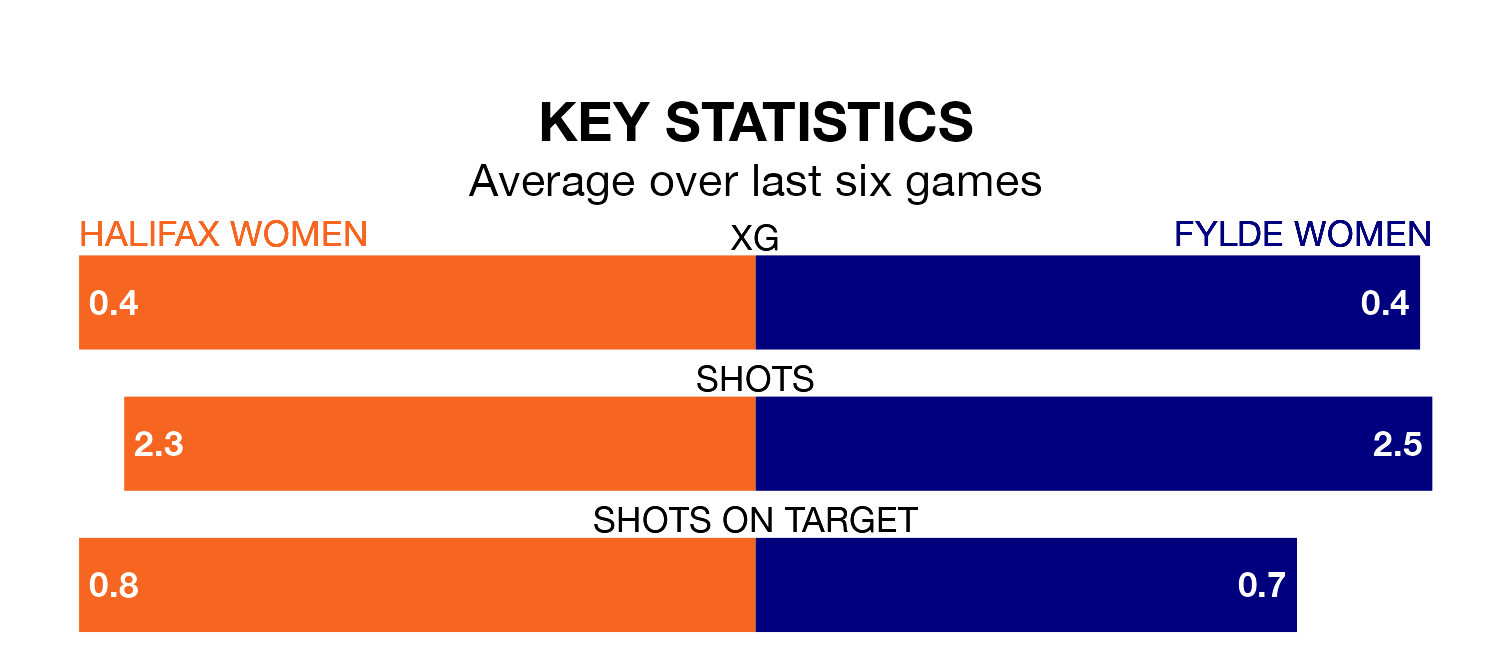 KEY STATISTICS
Average over last six games
HALIFAX WOMEN XG FYLDE WOMEN
0.4 0.4
SHOTS
2.3 2.5
SHOTS ON TARGET
0.8 0.7